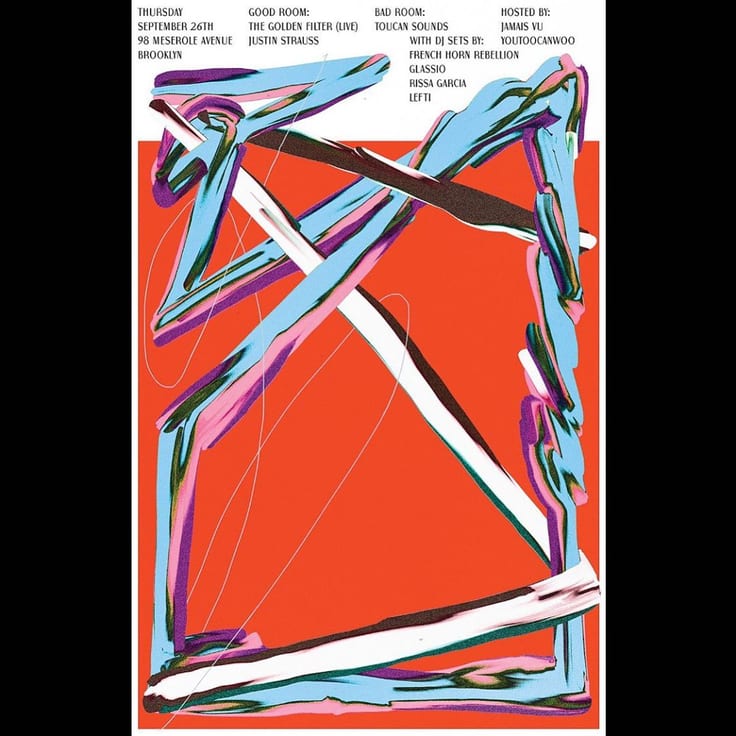 THURSDAY
SEPTEMBER 26TH
98 MESEROLE AVENUE
BROOKLYN
GOOD ROOM:
THE GOLDEN FILTER (LIVE)
JUSTIN STRAUSS
BAD ROOM:
TOUCAN SOUNDS
WITH DJ SETS BY:
FRENCH HORN REBELLION
GLASSIO
RISSA GARCIA
LEFTI
HOSTED BY:
JAMAIS VU
YOUTOOCANWOO